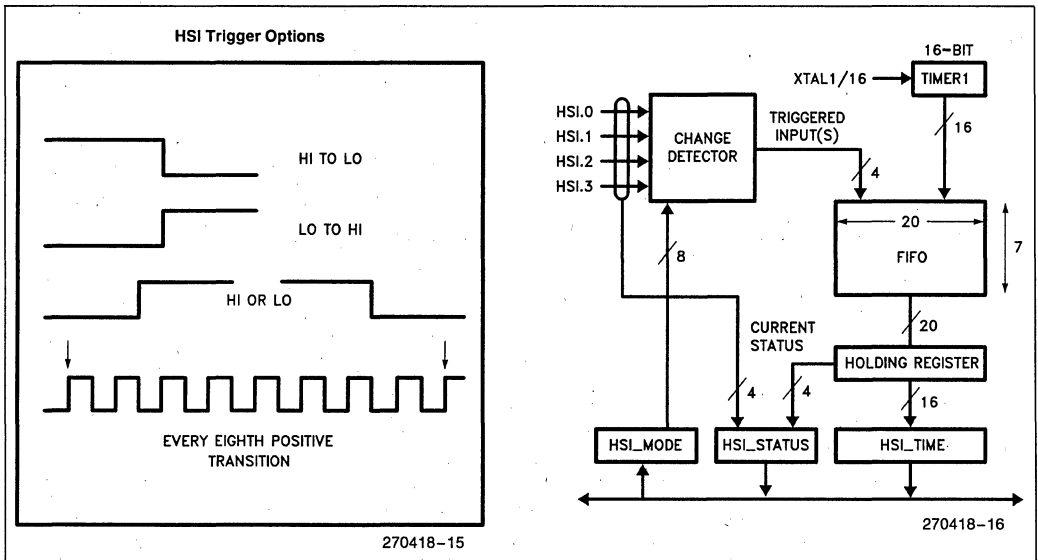 HSI Trigger Options
HI TO LO
LO TO HI
HI OR LO
EVERY EIGHTH POSITIVE
TRANSITION
270418-15
16-BIT
XTAL1/16
TIMER1
HSI.0
HSI.1
HSI.2
HSI.3
CHANGE
DETECTOR
TRIGGERED
INPUT(S)
16
4
20
FIFO
7
8
20
CURRENT
STATUS
HOLDING REGISTER
4
4
16
HSI_MODE
HSI_STATUS
HSI_TIME
270418-16